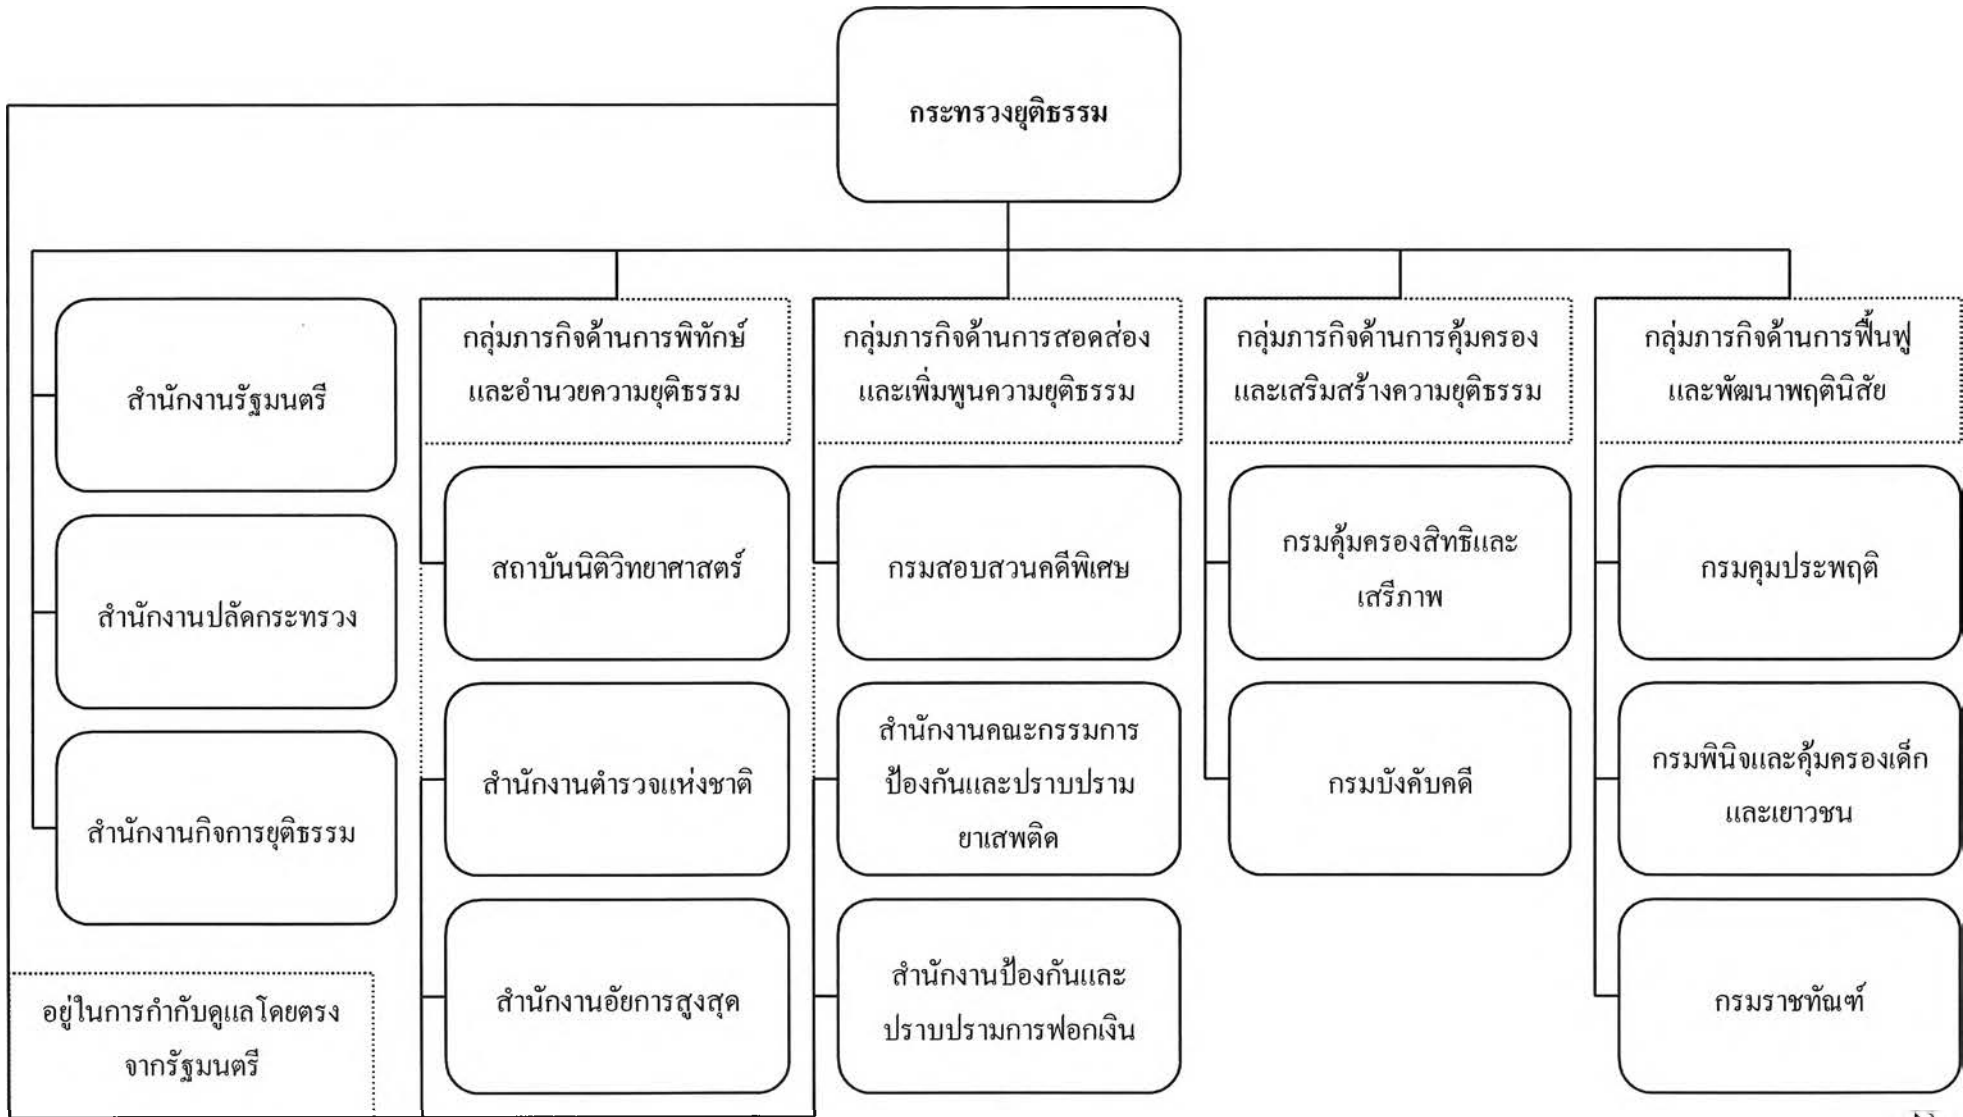 กระทรวงยุติธรรม
สำนักงานรัฐมนตรี
สำนักงานปลัดกระทรวง
สำนักงานกิจการยุติธรรม
อยู่ในการกำกับดูแลโดยตรง
จากรัฐมนตรี
กลุ่มภารกิจด้านการพิทักษ์
และอำนวยความยุติธรรม
สถาบันนิติวิทยาศาสตร์
สำนักงานตำรวจแห่งชาติ
สำนักงานอัยการสูงสุด
กลุ่มภารกิจด้านการสอดส่อง
และเพิ่มพูนความยุติธรรม
กรมสอบสวนคดีพิเศษ
สำนักงานคณะกรรมการ
ป้องกันและปราบปราม
ยาเสพติด
สำนักงานป้องกันและ
ปราบปรามการฟอกเงิน
กลุ่มภารกิจด้านการคุ้มครอง
และเสริมสร้างความยุติธรรม
กรมคุ้มครองสิทธิและ
เสรีภาพ
กรมบังคับคดี
กลุ่มภารกิจด้านการฟื้นฟู
และพัฒนาพฤตินิสัย
กรมคุมประพฤติ
กรมพินิจและคุ้มครองเด็ก
และเยาวชน
กรมราชทัณฑ์